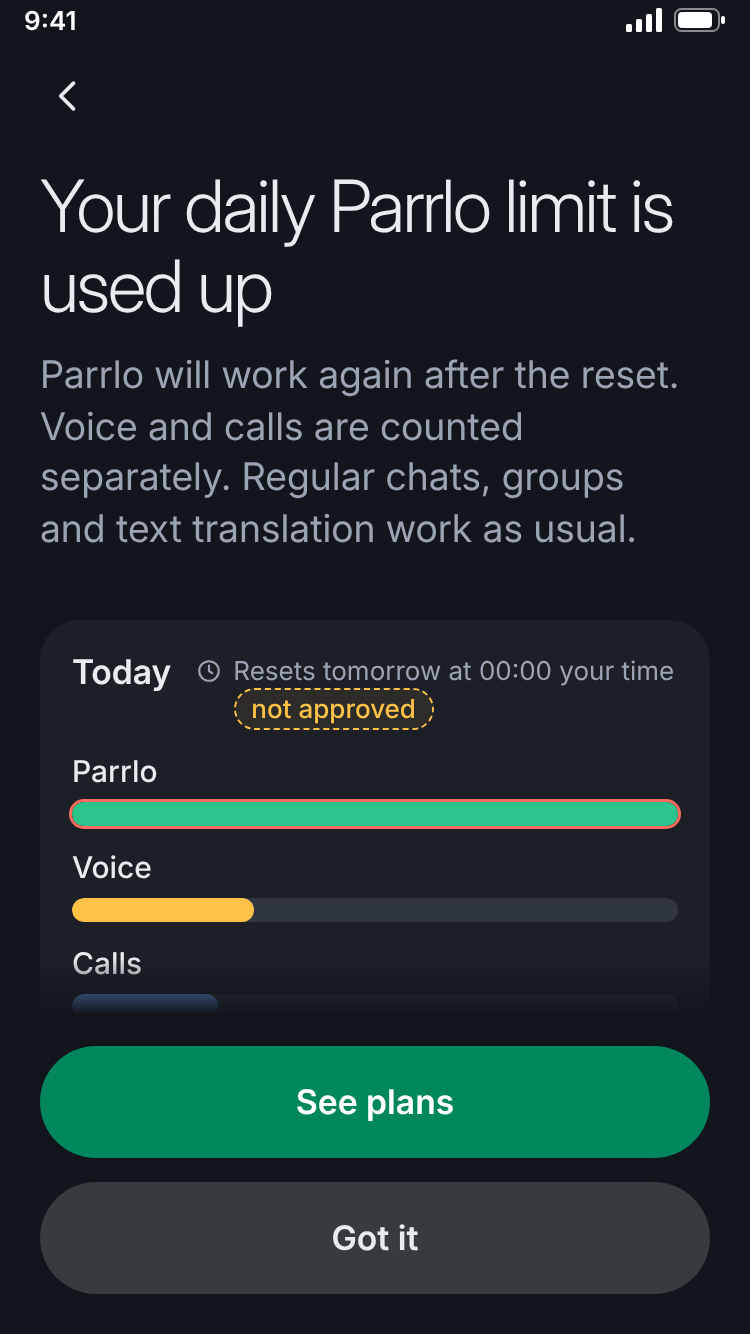 9:41
Your daily Parrlo limit is
used up
Parrlo will work again after the reset.
Voice and calls are counted
separately. Regular chats, groups
and text translation work as usual.
Today
Resets tomorrow at 00:00 your time
not approved
Parrlo
Voice
Calls
See plans
Got it